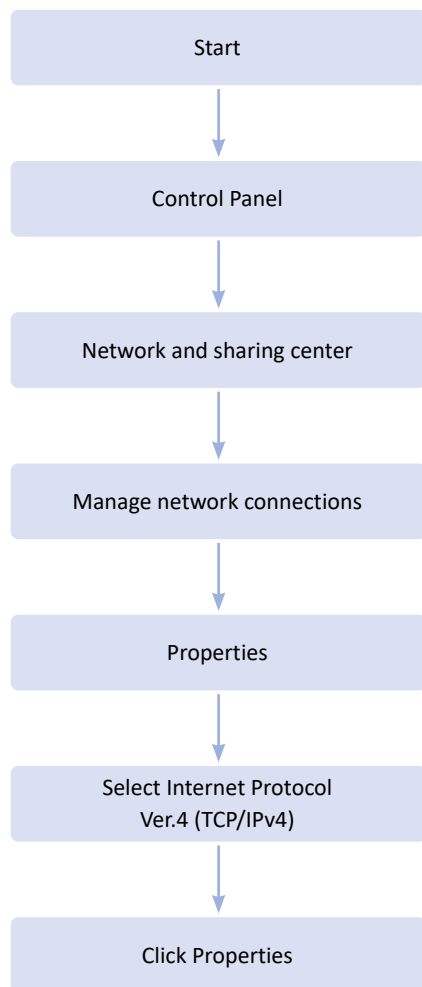 Start
Control Panel
Network and sharing center
Manage network connections
Properties
Select Internet Protocol
Ver.4 (TCP/IPv4)
Click Properties